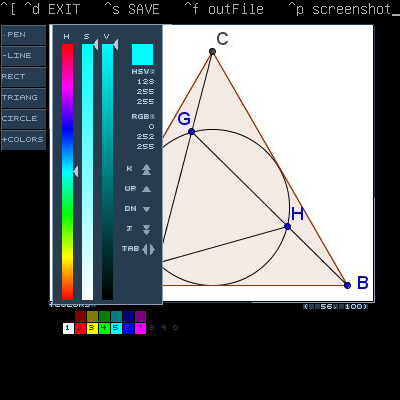 ^[ ^d EXIT ^s SAVE ^f outFile ^p screenshot_
.PEN
-LINE
RECT
TRIANG
CIRCLE
+COLORS
H S V
HSV:
128
255
255
RGB:
0
252
255
K
UP
DN
J
TAB
C
G
H
B
+COLORS
( 56, 100)
1 2 3 4 5 6 7 8 9 0